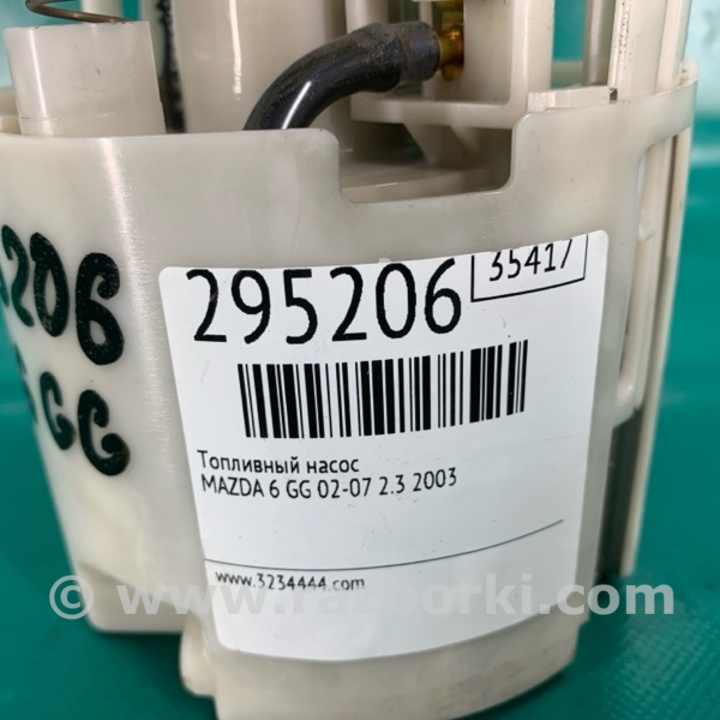 295206
35417
Топливный насос
MAZDA 6 GG 02-07 2.3 2003
www.3234444.com
206
GG
© www.razborki.com